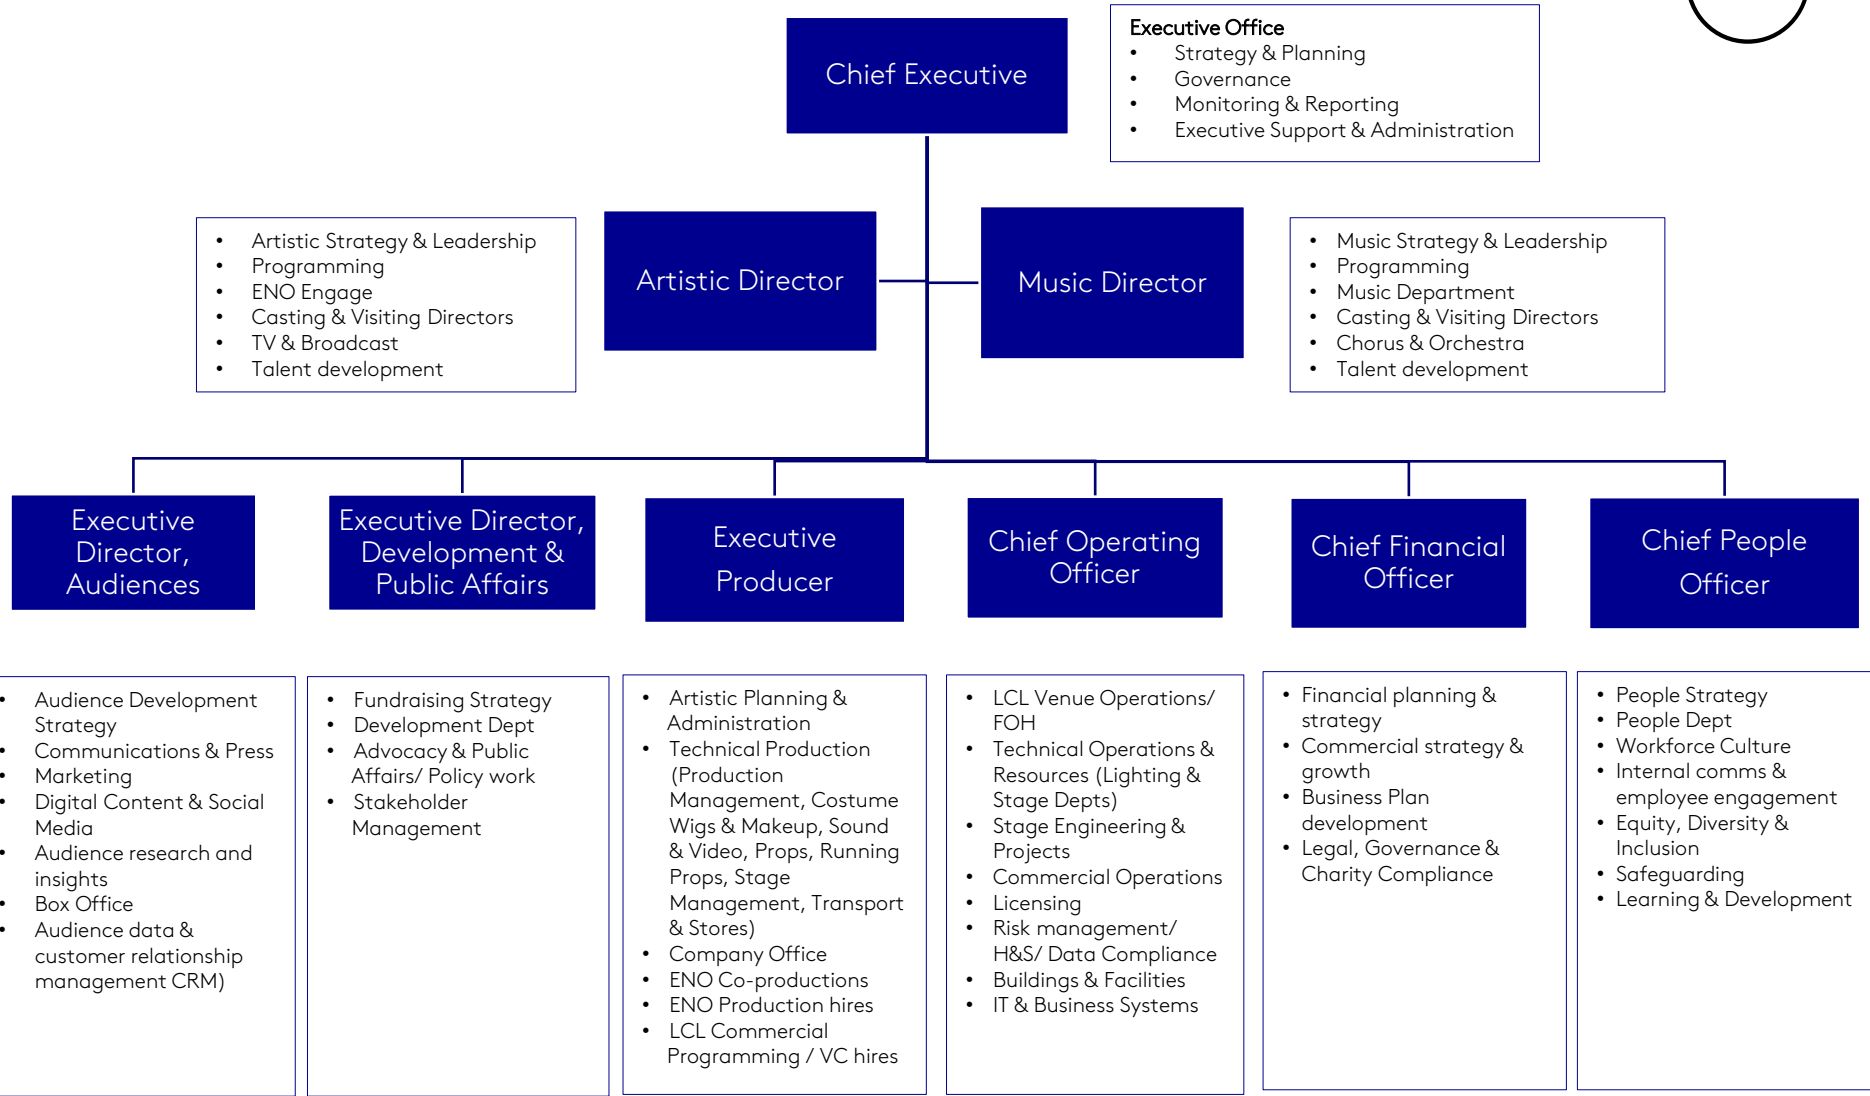 Chief Executive
Executive Office
• Strategy & Planning
• Governance
• Monitoring & Reporting
• Executive Support & Administration
• Artistic Strategy & Leadership
• Programming
• ENO Engage
• Casting & Visiting Directors
• TV & Broadcast
• Talent development
Artistic Director
Music Director
• Music Strategy & Leadership
• Programming
• Music Department
• Casting & Visiting Directors
• Chorus & Orchestra
• Talent development
Executive
Director,
Audiences
Executive Director,
Development &
Public Affairs
Executive
Producer
Chief Operating
Officer
Chief Financial
Officer
Chief People
Officer
• Audience Development
Strategy
• Communications & Press
• Marketing
• Digital Content & Social
Media
• Audience research and
insights
• Box Office
• Audience data &
customer relationship
management CRM)
• Fundraising Strategy
• Development Dept
• Advocacy & Public
Affairs/ Policy work
• Stakeholder
Management
• Artistic Planning &
Administration
• Technical Production
(Production
Management, Costume
Wigs & Makeup, Sound
& Video, Props, Running
Props, Stage
Management, Transport
& Stores)
• Company Office
• ENO Co-productions
• ENO Production hires
• LCL Commercial
Programming / VC hires
• LCL Venue Operations/
FOH
• Technical Operations &
Resources (Lighting &
Stage Depts)
• Stage Engineering &
Projects
• Commercial Operations
• Licensing
• Risk management/
H&S/ Data Compliance
• Buildings & Facilities
• IT & Business Systems
• Financial planning &
strategy
• Commercial strategy &
growth
• Business Plan
development
• Legal, Governance &
Charity Compliance
• People Strategy
• People Dept
• Workforce Culture
• Internal comms &
employee engagement
• Equity, Diversity &
Inclusion
• Safeguarding
• Learning & Development